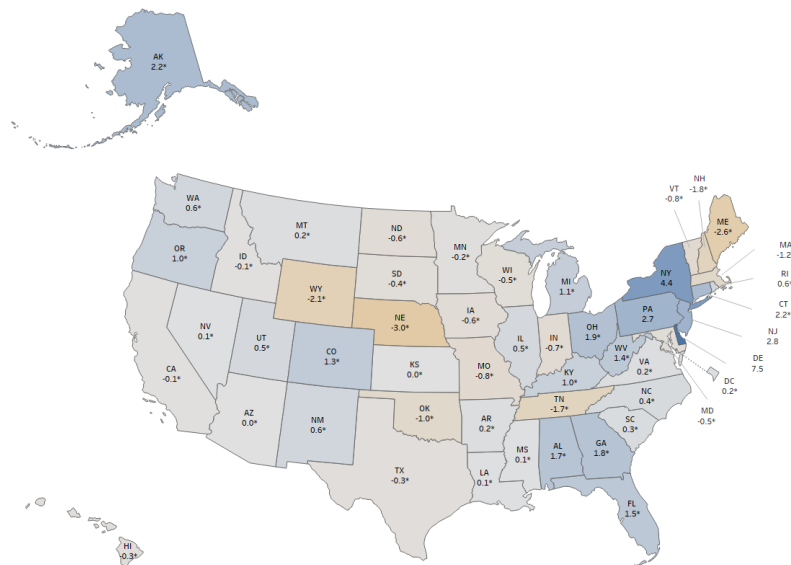 AK
2.2*
WA
0.6*
OR
1.0*
CA
-0.1*
ID
-0.1*
NV
0.1*
MT
0.2*
WY
-2.1*
UT
0.5*
AZ
0.0*
CO
1.3*
NM
0.6*
ND
-0.6*
SD
-0.4*
NE
-3.0*
KS
0.0*
OK
-1.0*
TX
-0.3*
MN
-0.2*
IA
-0.6*
MO
-0.8*
AR
0.2*
LA
0.1*
WI
-0.5*
IL
0.5*
MS
0.1*
MI
1.1*
IN
-0.7*
KY
1.0*
TN
-1.7*
AL
1.7*
OH
1.9*
WV
1.4*
GA
1.8*
FL
1.5*
SC
0.3*
NC
0.4*
VA
0.2*
PA
2.7
NY
4.4
VT
-0.8*
NH
-1.8*
ME
-2.6*
MA
-1.2
RI
0.6*
CT
2.2*
NJ
2.8
DE
7.5
DC
0.2*
MD
-0.5*
HI
-0.3*